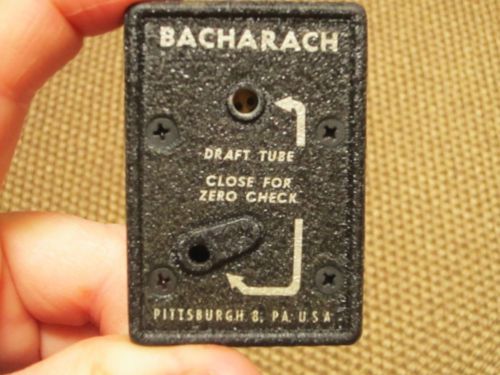 BACHARACH
DRAFT TUBE
CLOSE FOR
ZERO CHECK
PITTSBURGH 8, PA. U.S.A.